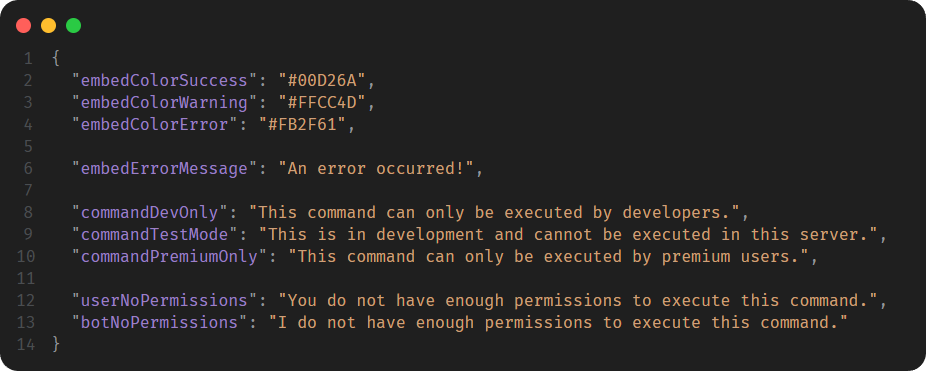 1 {
2 "embedColorSuccess": "#00D26A",
3 "embedColorWarning": "#FFCC4D",
4 "embedColorError": "#FB2F61",
5
6 "embedErrorMessage": "An error occurred!",
7
8 "commandDevOnly": "This command can only be executed by developers.",
9 "commandTestMode": "This is in development and cannot be executed in this server.",
10 "commandPremiumOnly": "This command can only be executed by premium users.",
11
12 "userNoPermissions": "You do not have enough permissions to execute this command.",
13 "botNoPermissions": "I do not have enough permissions to execute this command."
14 }